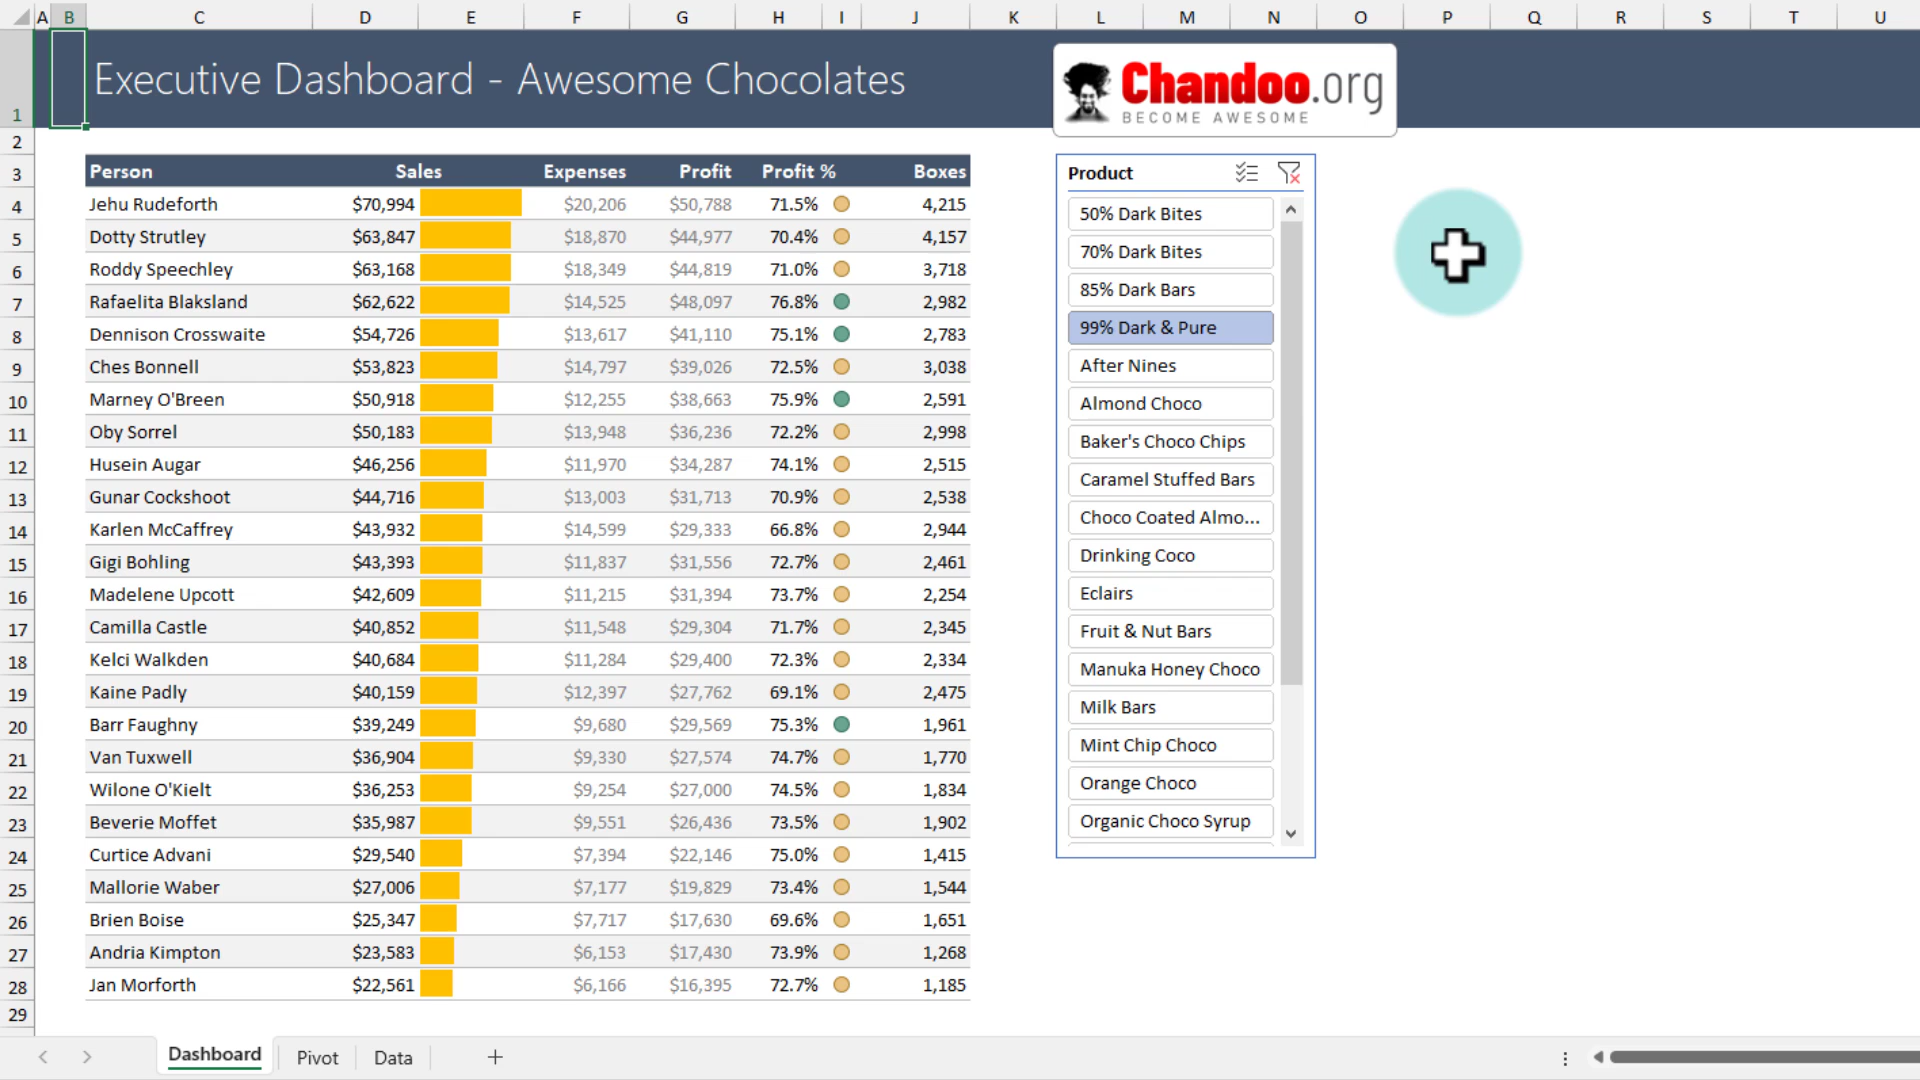 A B C D E F G H I J K L M N O P Q R S T U
1 Executive Dashboard - Awesome Chocolates
Chandoo.org
BECOME AWESOME
2
3 Person Sales Expenses Profit Profit % Boxes
4 Jehu Rudeforth $70,994 $20,206 $50,788 71.5% 4,215
5 Dotty Strutley $63,847 $18,870 $44,977 70.4% 4,157
6 Roddy Speechley $63,168 $18,349 $44,819 71.0% 3,718
7 Rafaelita Blaksland $62,622 $14,525 $48,097 76.8% 2,982
8 Dennison Crosswaite $54,726 $13,617 $41,110 75.1% 2,783
9 Ches Bonnell $53,823 $14,797 $39,026 72.5% 3,038
10 Marney O'Breen $50,918 $12,255 $38,663 75.9% 2,591
11 Oby Sorrel $50,183 $13,948 $36,236 72.2% 2,998
12 Husein Augar $46,256 $11,970 $34,287 74.1% 2,515
13 Gunar Cockshoot $44,716 $13,003 $31,713 70.9% 2,538
14 Karlen McCaffrey $43,932 $14,599 $29,333 66.8% 2,944
15 Gigi Bohling $43,393 $11,837 $31,556 72.7% 2,461
16 Madelene Upcott $42,609 $11,215 $31,394 73.7% 2,254
17 Camilla Castle $40,852 $11,548 $29,304 71.7% 2,345
18 Kelci Walkden $40,684 $11,284 $29,400 72.3% 2,334
19 Kaine Padly $40,159 $12,397 $27,762 69.1% 2,475
20 Barr Faughny $39,249 $9,680 $29,569 75.3% 1,961
21 Van Tuxwell $36,904 $9,330 $27,574 74.7% 1,770
22 Wilone O'Kielt $36,253 $9,254 $27,000 74.5% 1,834
23 Beverie Moffet $35,987 $9,551 $26,436 73.5% 1,902
24 Curtice Advani $29,540 $7,394 $22,146 75.0% 1,415
25 Mallorie Waber $27,006 $7,177 $19,829 73.4% 1,544
26 Brien Boise $25,347 $7,717 $17,630 69.6% 1,651
27 Andria Kimpton $23,583 $6,153 $17,430 73.9% 1,268
28 Jan Morforth $22,561 $6,166 $16,395 72.7% 1,185
29
Product
50% Dark Bites
70% Dark Bites
85% Dark Bars
99% Dark & Pure
After Nines
Almond Choco
Baker's Choco Chips
Caramel Stuffed Bars
Choco Coated Almo...
Drinking Coco
Eclairs
Fruit & Nut Bars
Manuka Honey Choco
Milk Bars
Mint Chip Choco
Orange Choco
Organic Choco Syrup
Dashboard Pivot Data